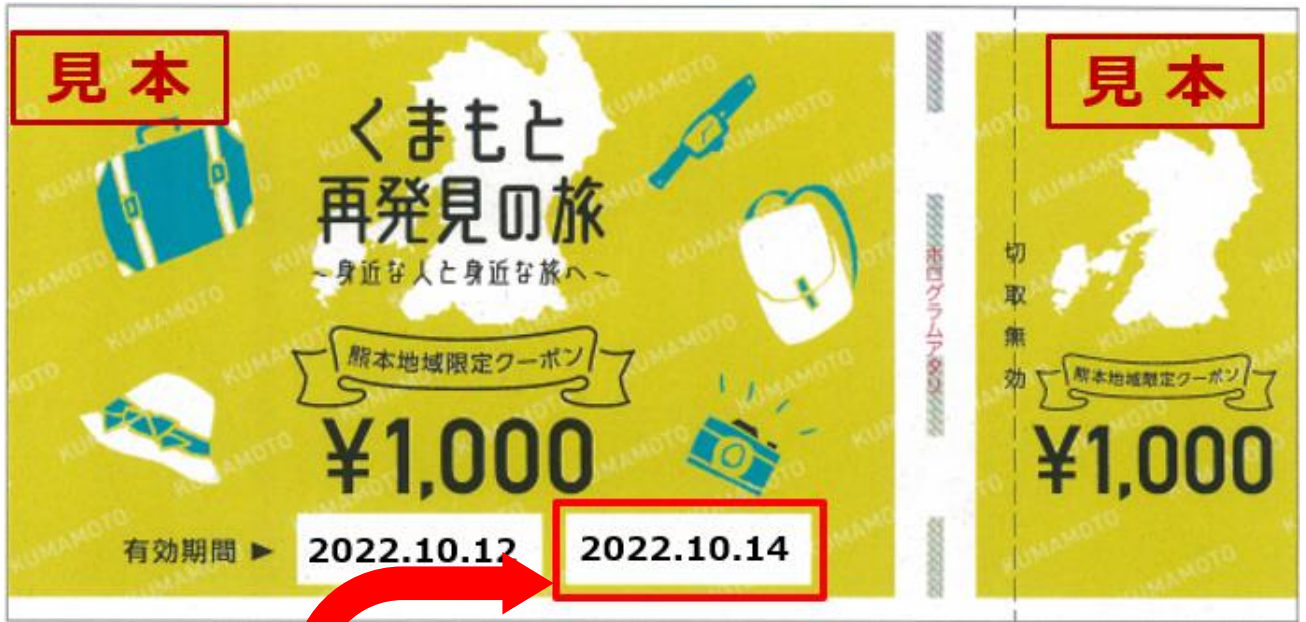 見本
くまもと
再発見の旅
~身近な人と身近な旅へ~
熊本地域限定クーポン
¥1,000
有効期間 ▶ 2022.10.12 2022.10.14
ホログラムアタリ
切取無効
見本
熊本地域限定クーポン
¥1,000
KUMAMOTO